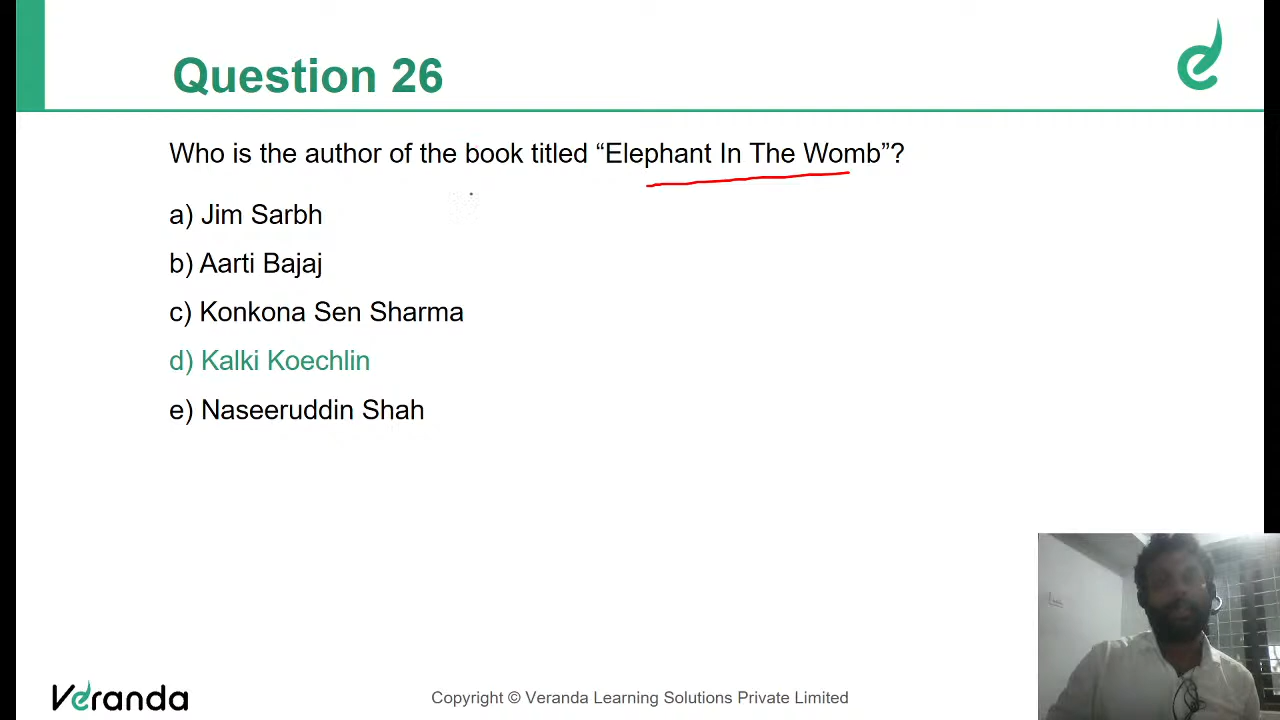 Question 26
Who is the author of the book titled “Elephant In The Womb”?
a) Jim Sarbh
b) Aarti Bajaj
c) Konkona Sen Sharma
d) Kalki Koechlin
e) Naseeruddin Shah
Veranda
Copyright © Veranda Learning Solutions Private Limited